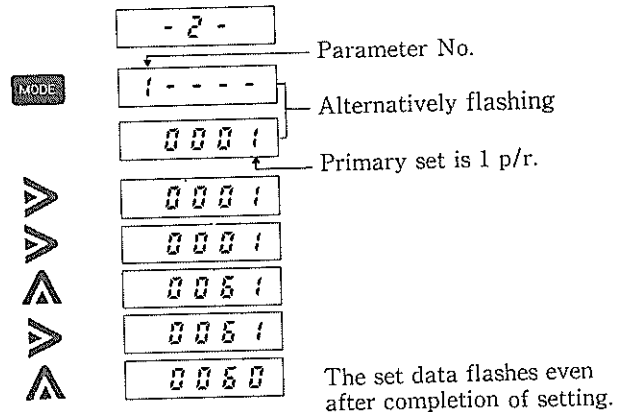 - 2 -
Parameter No.
MODE
1 - - - -
Alternatively flashing
0001
Primary set is 1 p/r.
0001
0001
0061
0061
0060
The set data flashes even
after completion of setting.